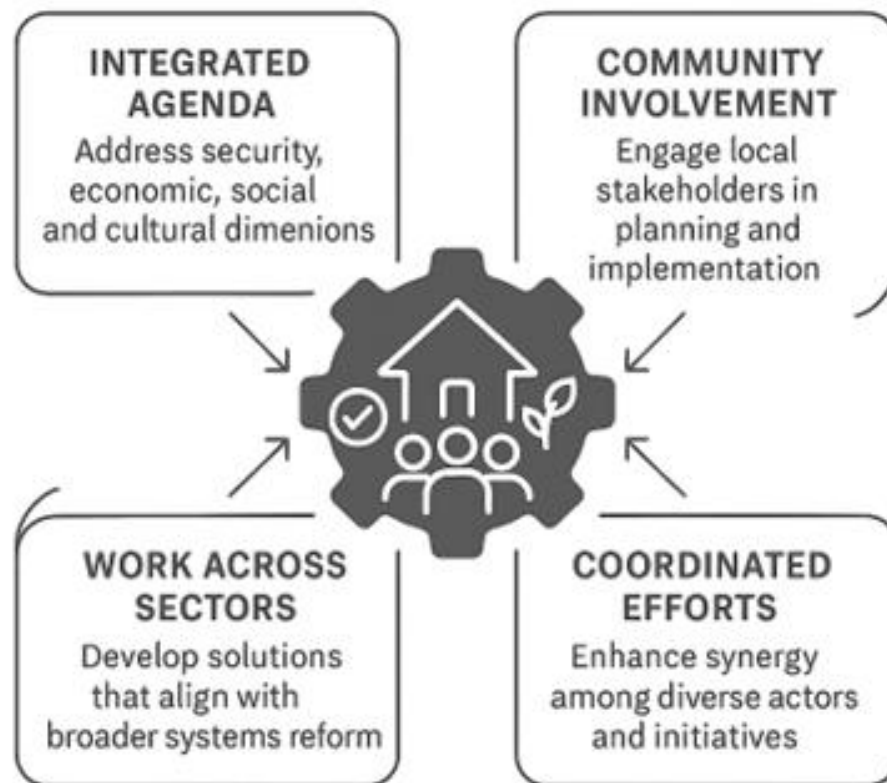 INTEGRATED
AGENDA
Address security,
economic, social
and cultural dimenions
COMMUNITY
INVOLVEMENT
Engage local
stakeholders in
planning and
implementation
WORK ACROSS
SECTORS
Develop solutions
that align with
broader systems reform
COORDINATED
EFFORTS
Enhance synergy
among diverse actors
and initiatives